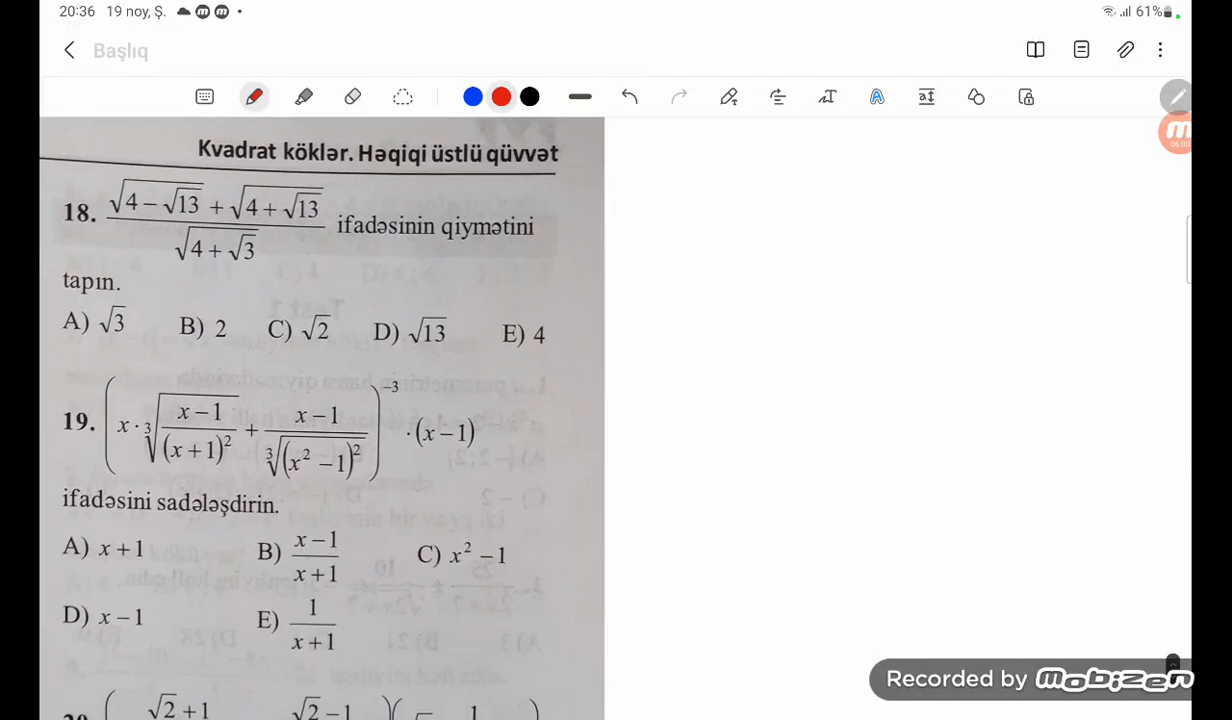 20:36 19 noy, Ş.
61%
Başlıq
Kvadrat köklər. Həqiqi üstlü qüvvət
18. (√(4−√13) + √(4+√13)) / √(4+√3) ifadəsinin qiymətini
tapın.
A) √3 B) 2 C) √2 D) √13 E) 4
19. (x·∛((x−1)/(x+1)²) + (x−1)/∛((x²−1)²))⁻³ ·(x−1)
ifadəsini sadələşdirin.
A) x+1 B) (x−1)/(x+1) C) x²−1
D) x−1 E) 1/(x+1)
Recorded by mobizen